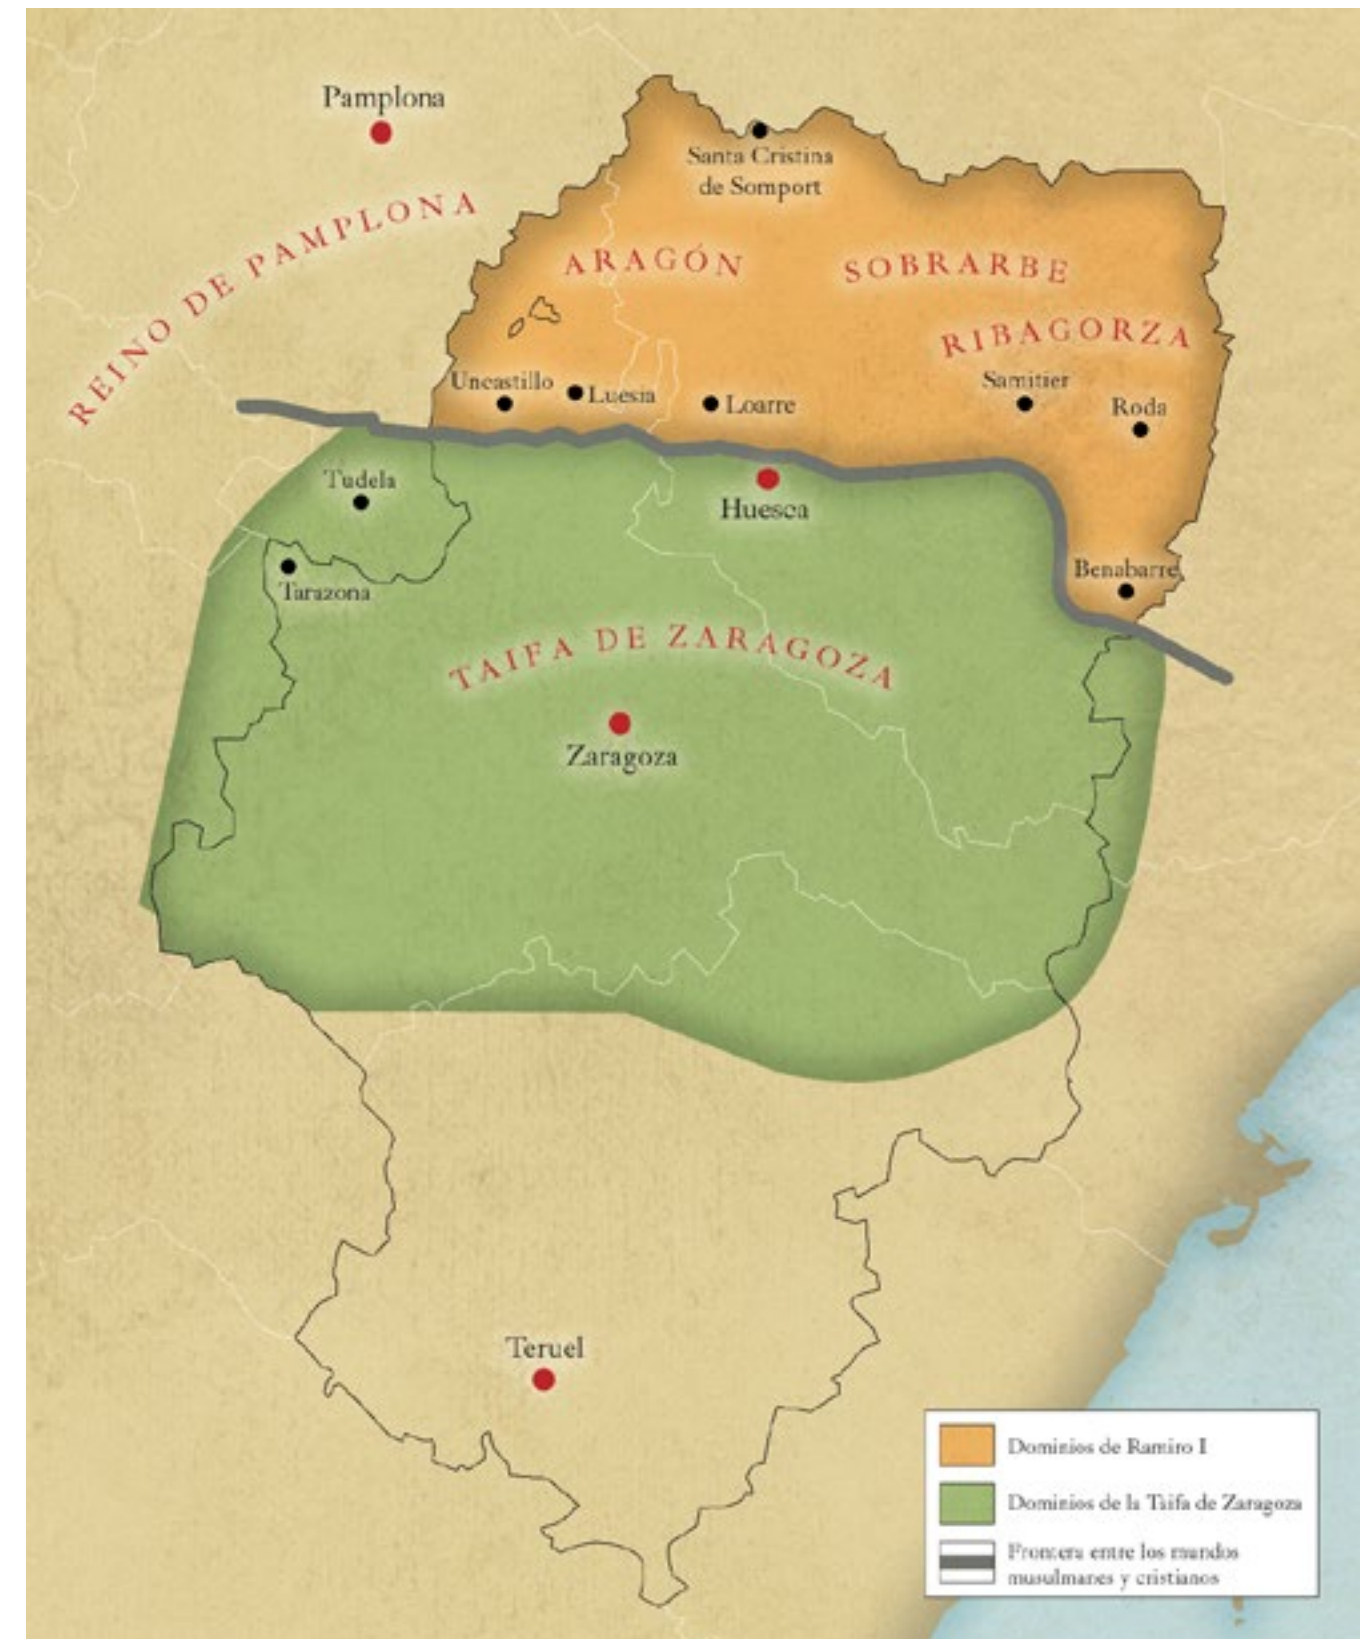 Pamplona
Santa Cristina
de Somport
REINO DE PAMPLONA
ARAGÓN
SOBRARBE
RIBAGORZA
Uncastillo
Luesia
Loarre
Samitier
Roda
Tudela
Huesca
Tarazona
Benabarre
TAIFA DE ZARAGOZA
Zaragoza
Teruel
Dominios de Ramiro I
Dominios de la Taifa de Zaragoza
Frontera entre los mundos
musulmanes y cristianos